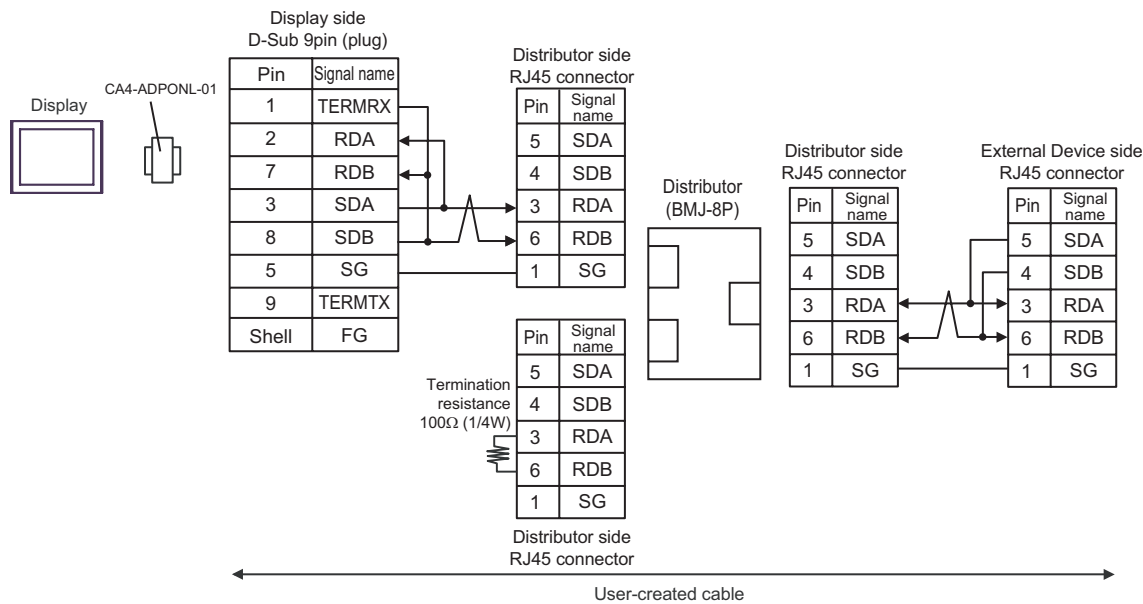 Display side
D-Sub 9pin (plug)
Pin Signal name
1 TERMRX
2 RDA
7 RDB
3 SDA
8 SDB
5 SG
9 TERMTX
Shell FG
Display
CA4-ADPONL-01
Distributor side
RJ45 connector
Pin Signal
name
5 SDA
4 SDB
3 RDA
6 RDB
1 SG
Termination
resistance
100Ω (1/4W)
Pin Signal
name
5 SDA
4 SDB
3 RDA
6 RDB
1 SG
Distributor side
RJ45 connector
Distributor
(BMJ-8P)
Distributor side
RJ45 connector
Pin Signal
name
5 SDA
4 SDB
3 RDA
6 RDB
1 SG
External Device side
RJ45 connector
Pin Signal
name
5 SDA
4 SDB
3 RDA
6 RDB
1 SG
User-created cable